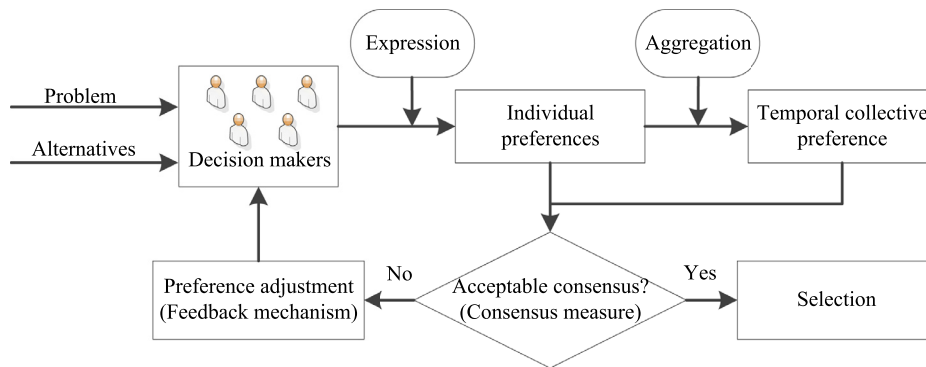 Expression
Aggregation
Problem
Alternatives
Decision makers
Individual
preferences
Temporal collective
preference
Preference adjustment
(Feedback mechanism)
No
Acceptable consensus?
(Consensus measure)
Yes
Selection